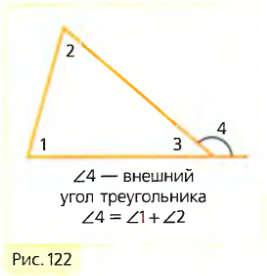 2
4
1
3
∠4 — внешний
угол треугольника
∠4 = ∠1 + ∠2
Рис. 122